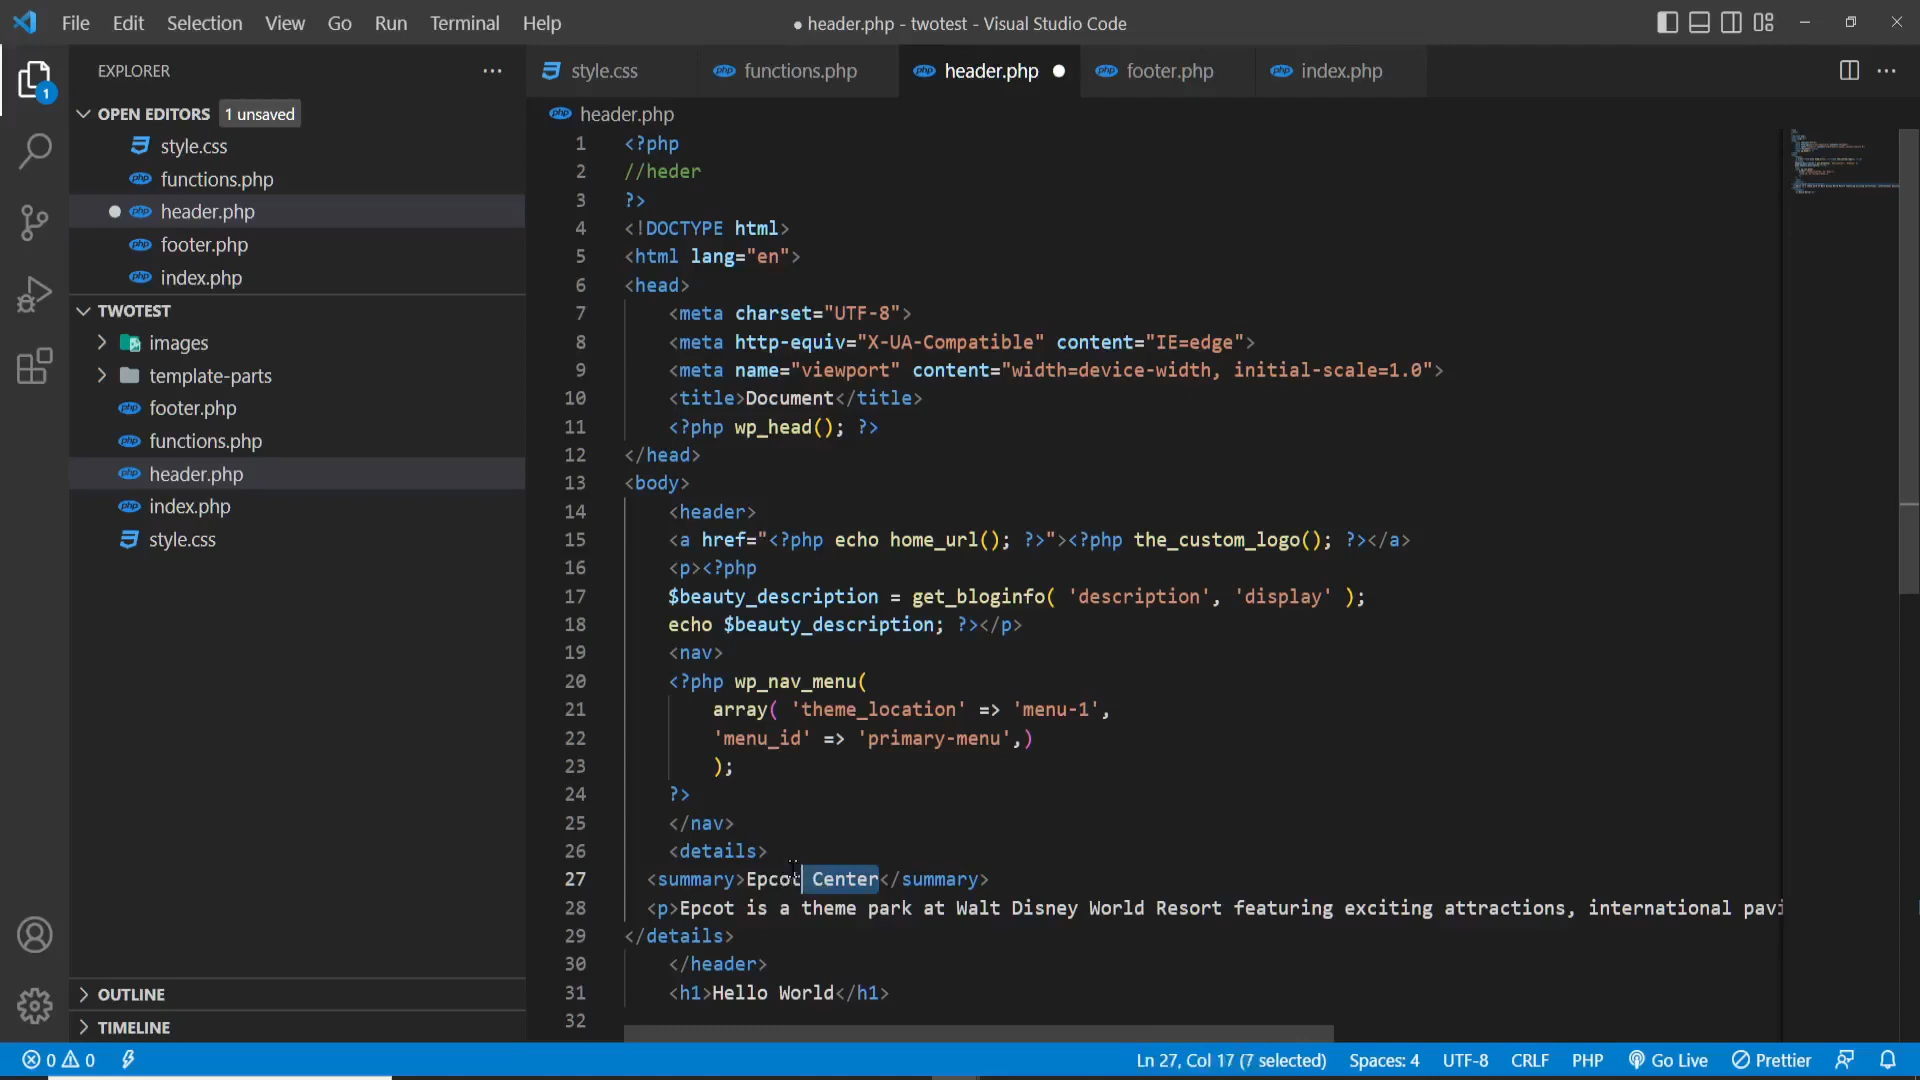 File Edit Selection View Go Run Terminal Help
● header.php - twotest - Visual Studio Code
EXPLORER
OPEN EDITORS 1 unsaved
style.css
functions.php
header.php
footer.php
index.php
TWOTEST
images
template-parts
footer.php
functions.php
header.php
index.php
style.css
OUTLINE
TIMELINE
1
style.css functions.php header.php footer.php index.php
header.php
1 <?php
2 //heder
3 ?>
4 <!DOCTYPE html>
5 <html lang="en">
6 <head>
7 <meta charset="UTF-8">
8 <meta http-equiv="X-UA-Compatible" content="IE=edge">
9 <meta name="viewport" content="width=device-width, initial-scale=1.0">
10 <title>Document</title>
11 <?php wp_head(); ?>
12 </head>
13 <body>
14 <header>
15 <a href="<?php echo home_url(); ?>"><?php the_custom_logo(); ?></a>
16 <p><?php
17 $beauty_description = get_bloginfo( 'description', 'display' );
18 echo $beauty_description; ?></p>
19 <nav>
20 <?php wp_nav_menu(
21 array( 'theme_location' => 'menu-1',
22 'menu_id' => 'primary-menu',)
23 );
24 ?>
25 </nav>
26 <details>
27 <summary>Epcot Center</summary>
28 <p>Epcot is a theme park at Walt Disney World Resort featuring exciting attractions, international pavi
29 </details>
30 </header>
31 <h1>Hello World</h1>
32
0 0 Ln 27, Col 17 (7 selected) Spaces: 4 UTF-8 CRLF PHP Go Live Prettier